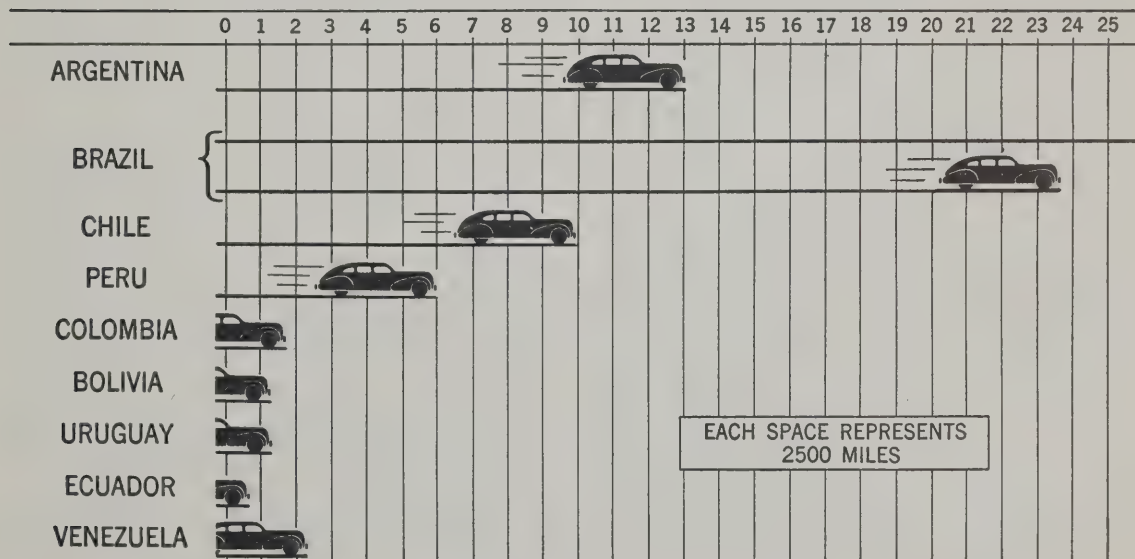 0 1 2 3 4 5 6 7 8 9 10 11 12 13 14 15 16 17 18 19 20 21 22 23 24 25
ARGENTINA
BRAZIL
CHILE
PERU
COLOMBIA
BOLIVIA
URUGUAY
EACH SPACE REPRESENTS
2500 MILES
ECUADOR
VENEZUELA